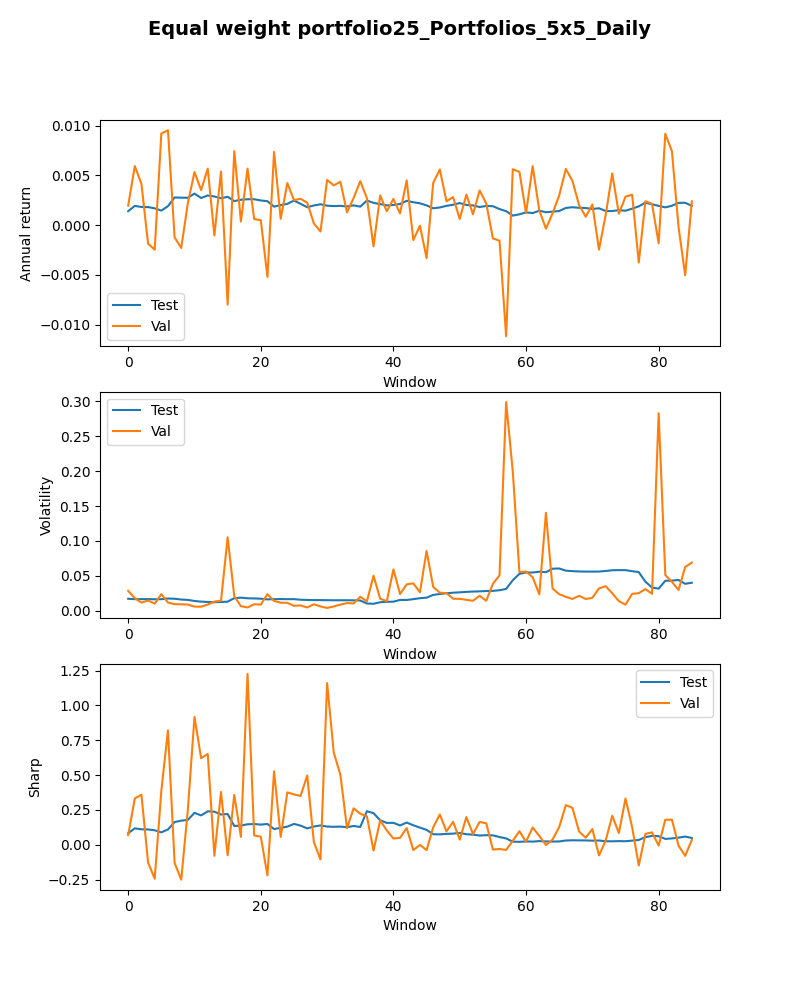 Equal weight portfolio25_Portfolios_5x5_Daily
0.010
0.005
0.000
−0.005
−0.010
Annual return
Test
Val
0 20 40 60 80
Window
0.30
0.25
0.20
0.15
0.10
0.05
0.00
Volatility
Test
Val
0 20 40 60 80
Window
1.25
1.00
0.75
0.50
0.25
0.00
−0.25
Sharp
Test
Val
0 20 40 60 80
Window